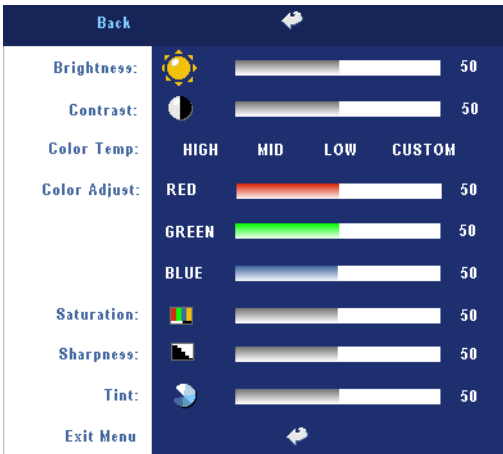 Back
Brightness: 50
Contrast: 50
Color Temp: HIGH MID LOW CUSTOM
Color Adjust: RED 50
GREEN 50
BLUE 50
Saturation: 50
Sharpness: 50
Tint: 50
Exit Menu